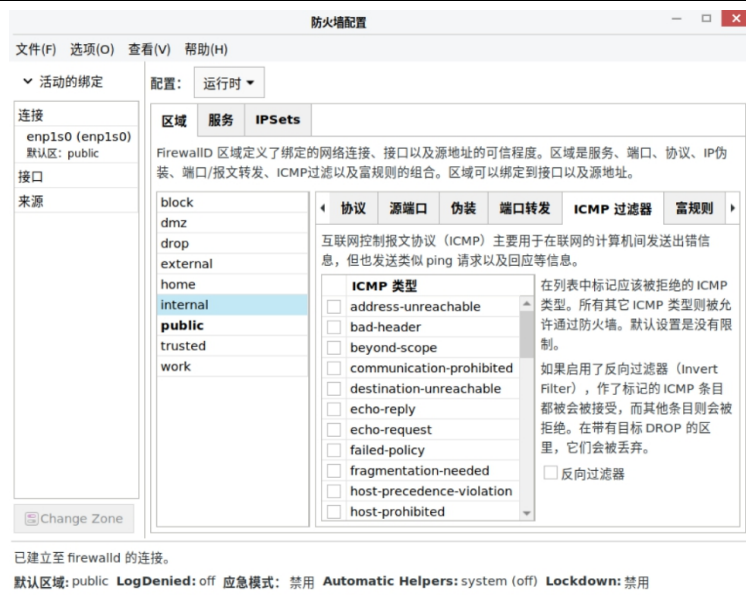 防火墙配置
文件(F) 选项(O) 查看(V) 帮助(H)
活动的绑定
连接
enp1s0 (enp1s0)
默认区: public
接口
来源
Change Zone
配置: 运行时
区域 服务 IPSets
FirewallD 区域定义了绑定的网络连接、接口以及源地址的可信程度。区域是服务、端口、协议、IP伪
装、端口/报文转发、ICMP过滤以及富规则的组合。区域可以绑定到接口以及源地址。
block
dmz
drop
external
home
internal
public
trusted
work
协议 源端口 伪装 端口转发 ICMP 过滤器 富规则
互联网控制报文协议（ICMP）主要用于在联网的计算机间发送出错信
息，但也发送类似 ping 请求以及回应等信息。
ICMP 类型
address-unreachable
bad-header
beyond-scope
communication-prohibited
destination-unreachable
echo-reply
echo-request
failed-policy
fragmentation-needed
host-precedence-violation
host-prohibited
在列表中标记应该被拒绝的 ICMP
类型。所有其它 ICMP 类型则被允
许通过防火墙。默认设置是没有限
制。
如果启用了反向过滤器（Invert
Filter），作了标记的 ICMP 条目
都被会被接受，而其他条目则会被
拒绝。在带有目标 DROP 的区
里，它们会被丢弃。
反向过滤器
已建立至 firewalld 的连接。
默认区域: public LogDenied: off 应急模式： 禁用 Automatic Helpers: system (off) Lockdown: 禁用